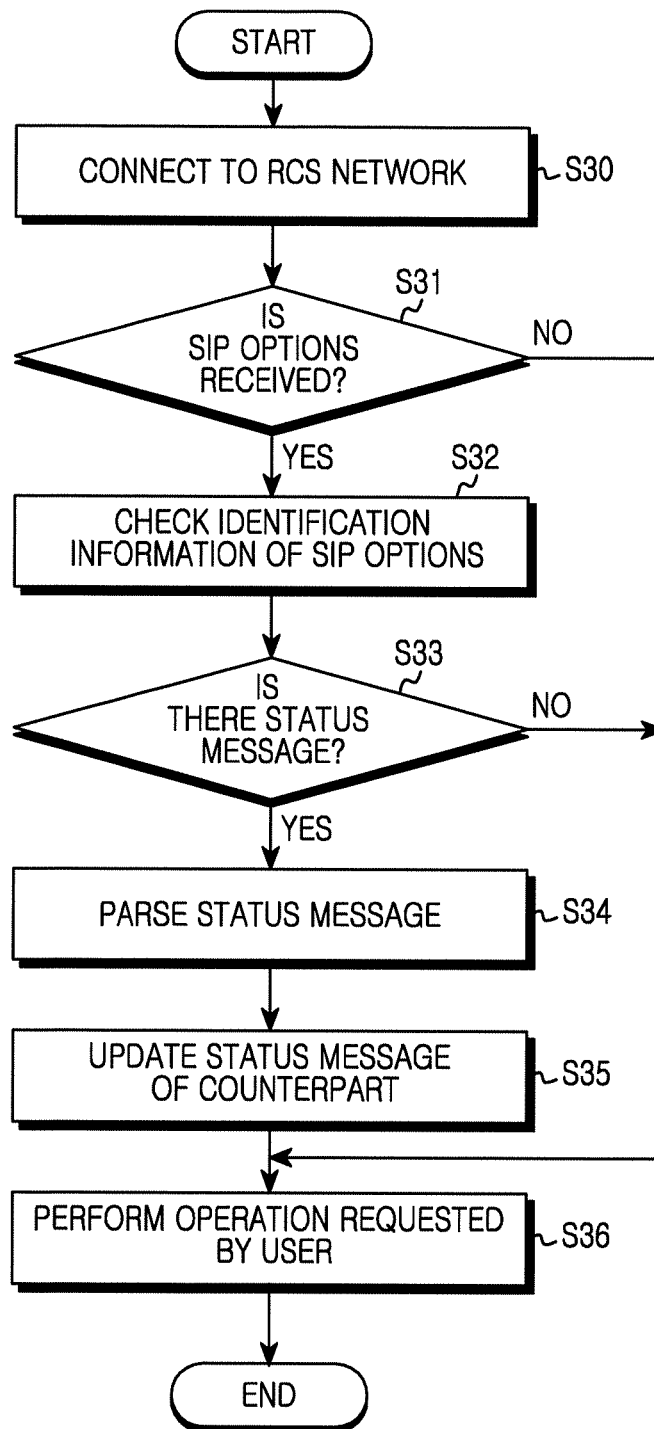 START
CONNECT TO RCS NETWORK
S30
S31
IS
SIP OPTIONS
RECEIVED?
NO
YES
S32
CHECK IDENTIFICATION
INFORMATION OF SIP OPTIONS
S33
IS
THERE STATUS
MESSAGE?
NO
YES
PARSE STATUS MESSAGE
S34
UPDATE STATUS MESSAGE
OF COUNTERPART
S35
PERFORM OPERATION REQUESTED
BY USER
S36
END